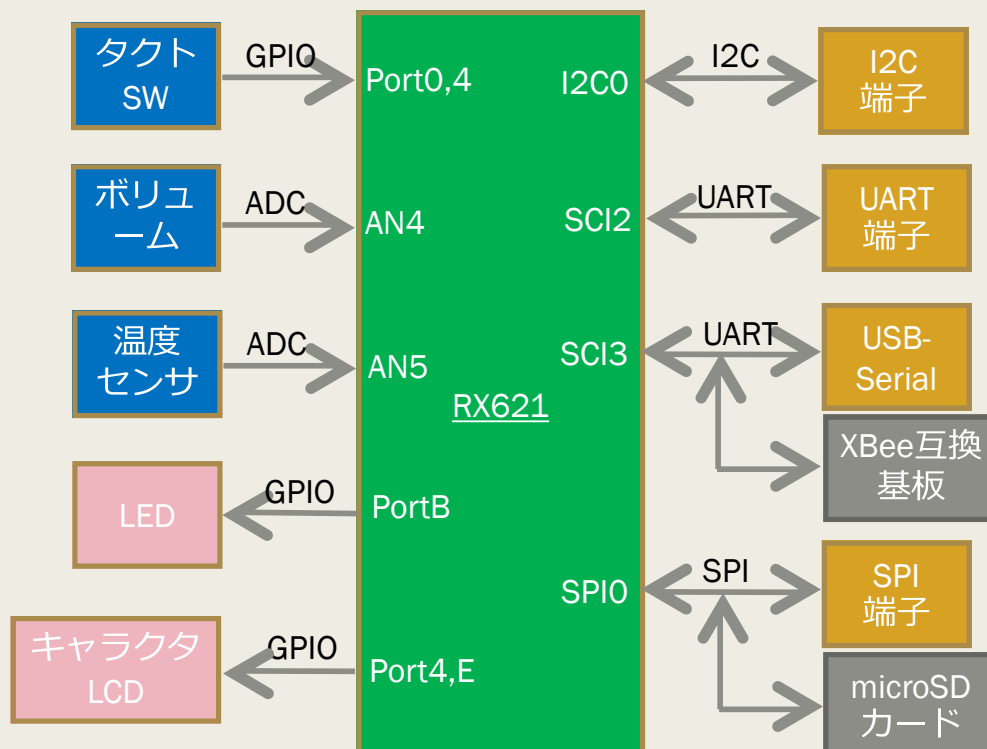 タクト
SW
GPIO
Port0,4
I2C0
I2C
I2C
端子
ボリュ
ーム
ADC
AN4
SCI2
UART
UART
端子
温度
センサ
ADC
AN5
SCI3
UART
USB-
Serial
RX621
XBee互換
基板
LED
GPIO
PortB
SPI0
SPI
SPI
端子
キャラクタ
LCD
GPIO
Port4,E
microSD
カード